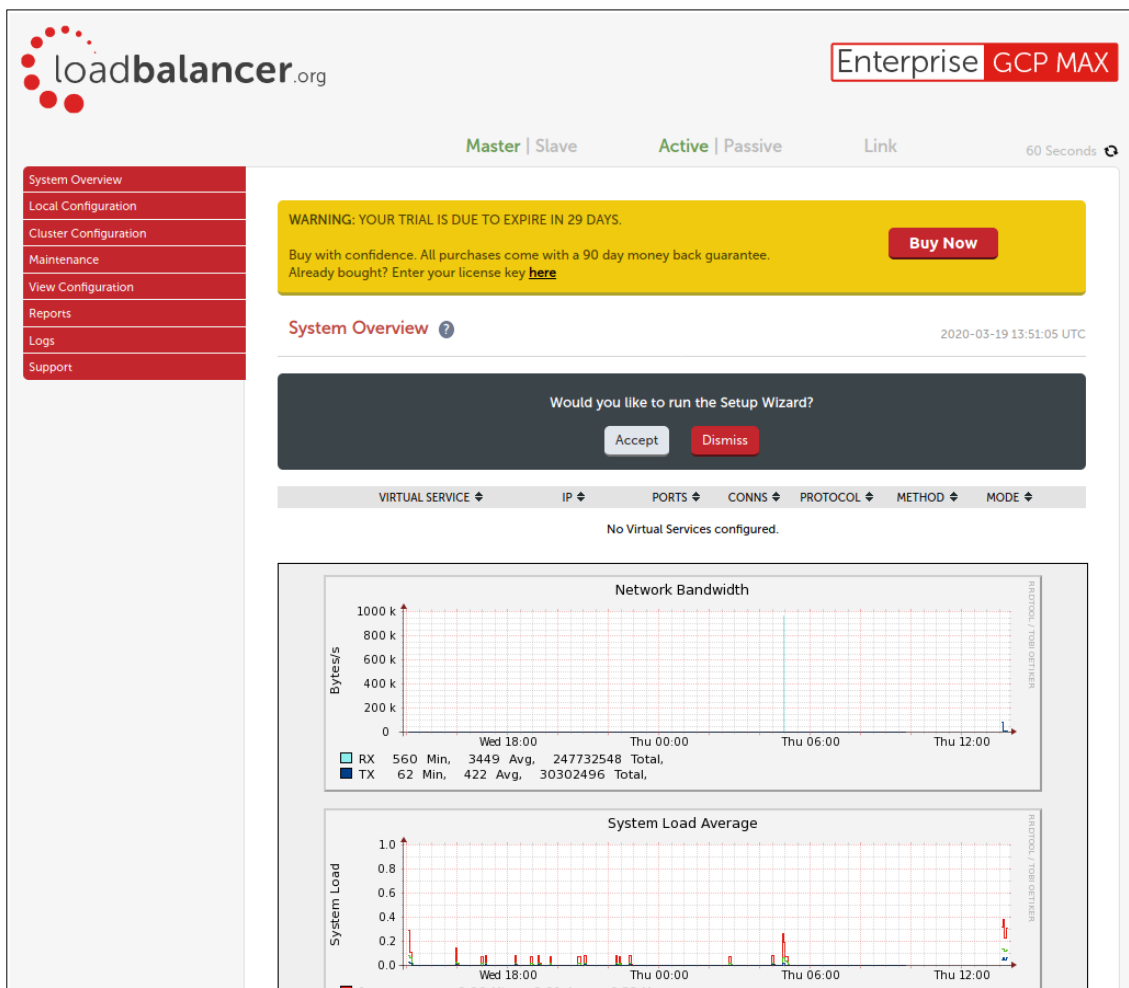 loadbalancer.org
Enterprise GCP MAX
Master | Slave Active | Passive Link 60 Seconds
System Overview
Local Configuration
Cluster Configuration
Maintenance
View Configuration
Reports
Logs
Support
WARNING: YOUR TRIAL IS DUE TO EXPIRE IN 29 DAYS.
Buy with confidence. All purchases come with a 90 day money back guarantee.
Already bought? Enter your license key here
Buy Now
System Overview ?
2020-03-19 13:51:05 UTC
Would you like to run the Setup Wizard?
Accept Dismiss
VIRTUAL SERVICE IP PORTS CONNS PROTOCOL METHOD MODE
No Virtual Services configured.
Network Bandwidth
RRDTOOL / TOBI OETIKER
Bytes/s
1000 k
800 k
600 k
400 k
200 k
0
Wed 18:00 Thu 00:00 Thu 06:00 Thu 12:00
RX 560 Min, 3449 Avg, 247732548 Total,
TX 62 Min, 422 Avg, 30302496 Total,
System Load Average
RRDTOOL / TOBI OETIKER
System Load
1.0
0.8
0.6
0.4
0.2
0.0
Wed 18:00 Thu 00:00 Thu 06:00 Thu 12:00